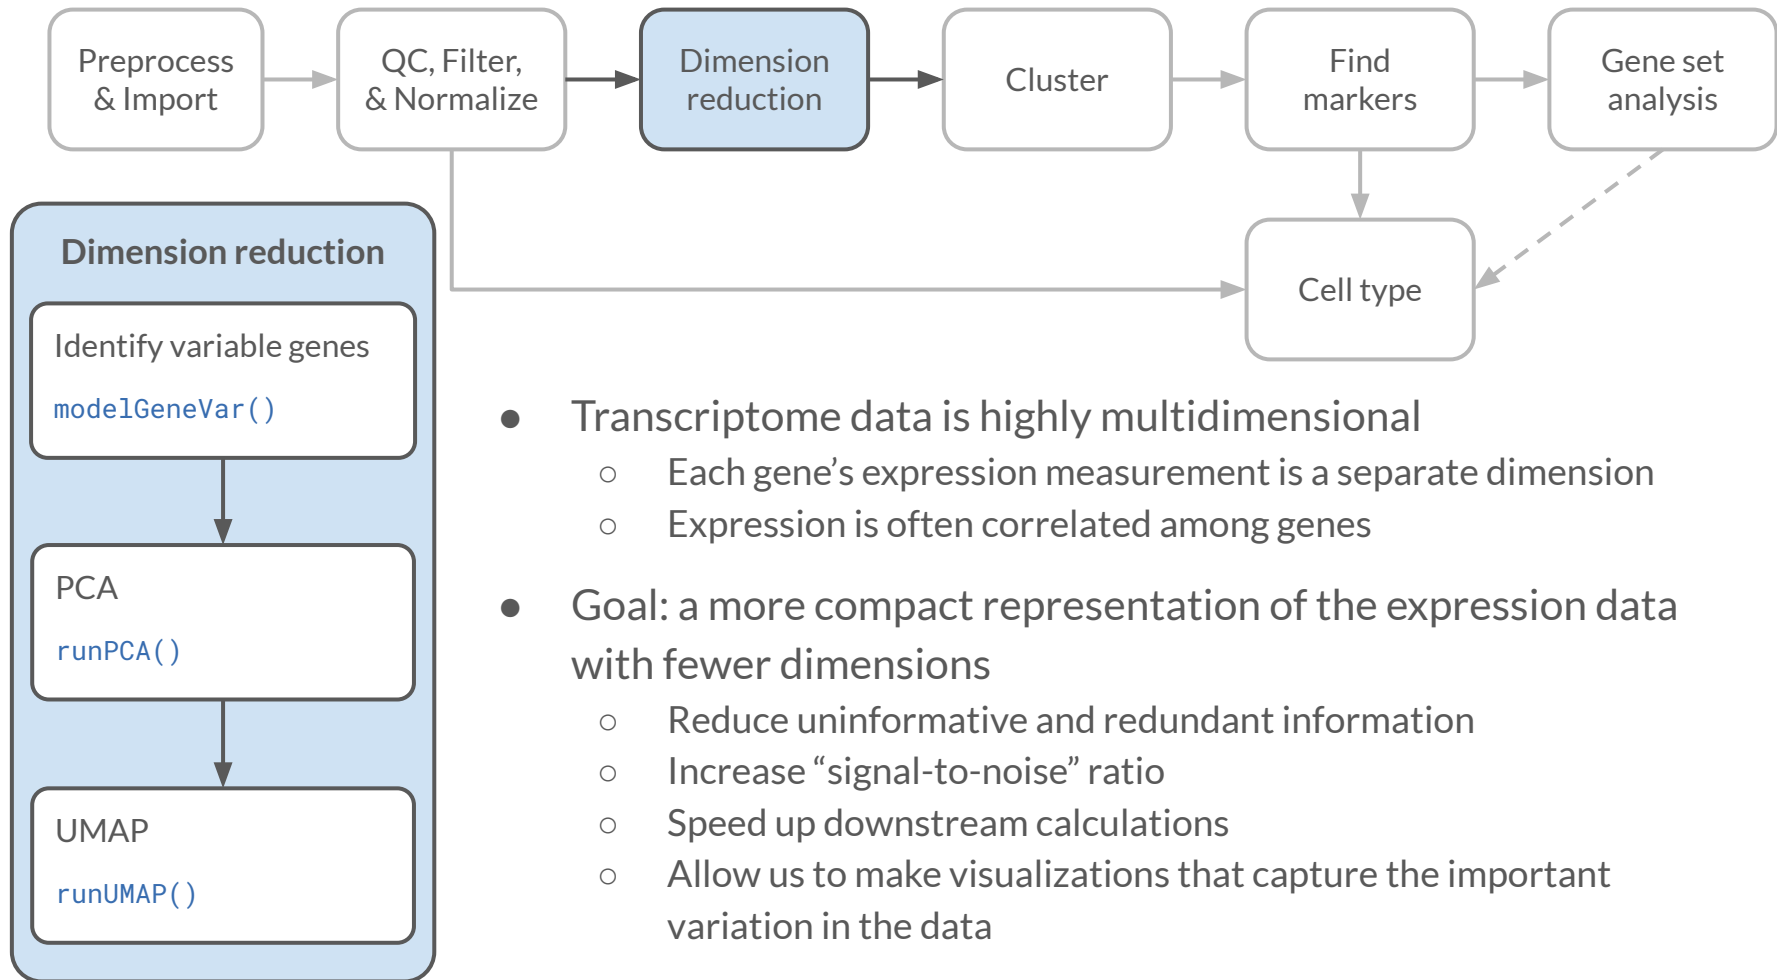 Preprocess
& Import
QC, Filter,
& Normalize
Dimension
reduction
Cluster
Find
markers
Gene set
analysis
Cell type
Dimension reduction
Identify variable genes
modelGeneVar()
PCA
runPCA()
UMAP
runUMAP()
● Transcriptome data is highly multidimensional
○ Each gene’s expression measurement is a separate dimension
○ Expression is often correlated among genes
● Goal: a more compact representation of the expression data
with fewer dimensions
○ Reduce uninformative and redundant information
○ Increase “signal-to-noise” ratio
○ Speed up downstream calculations
○ Allow us to make visualizations that capture the important
variation in the data